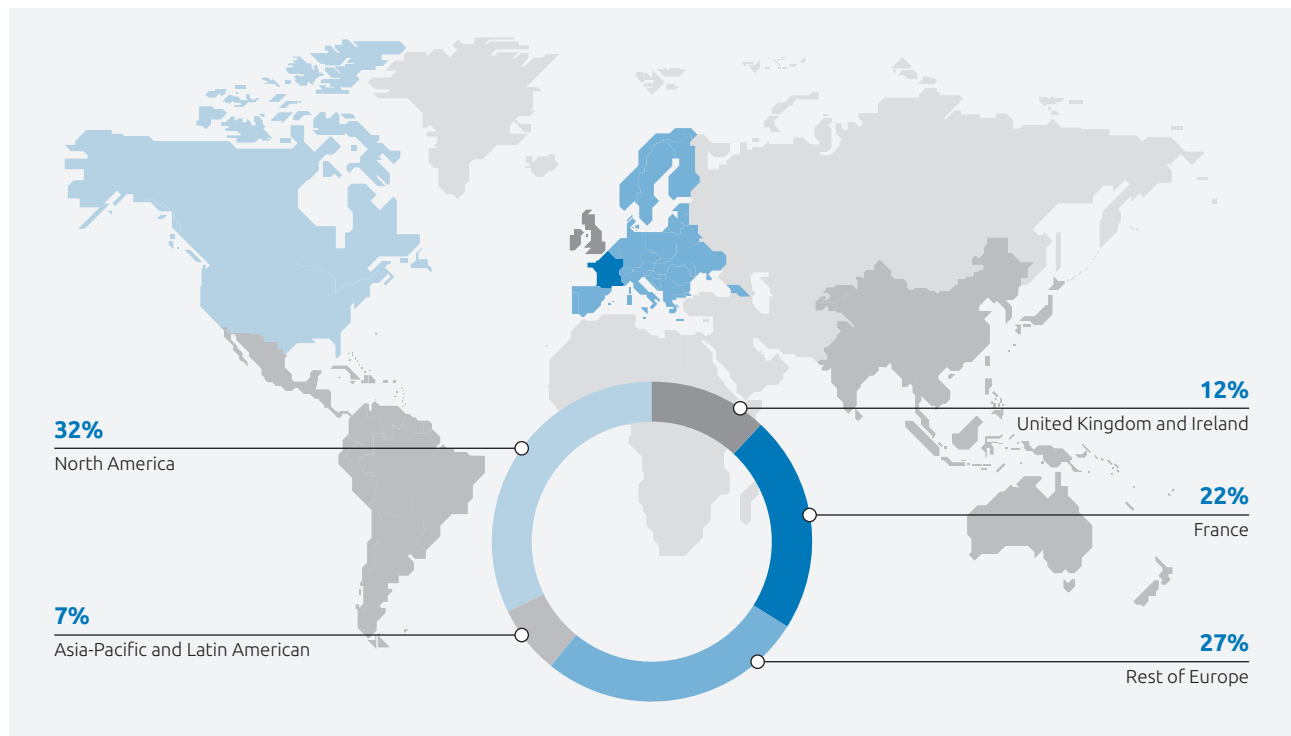 12%
United Kingdom and Ireland
32%
North America
22%
France
7%
Asia-Pacific and Latin American
27%
Rest of Europe